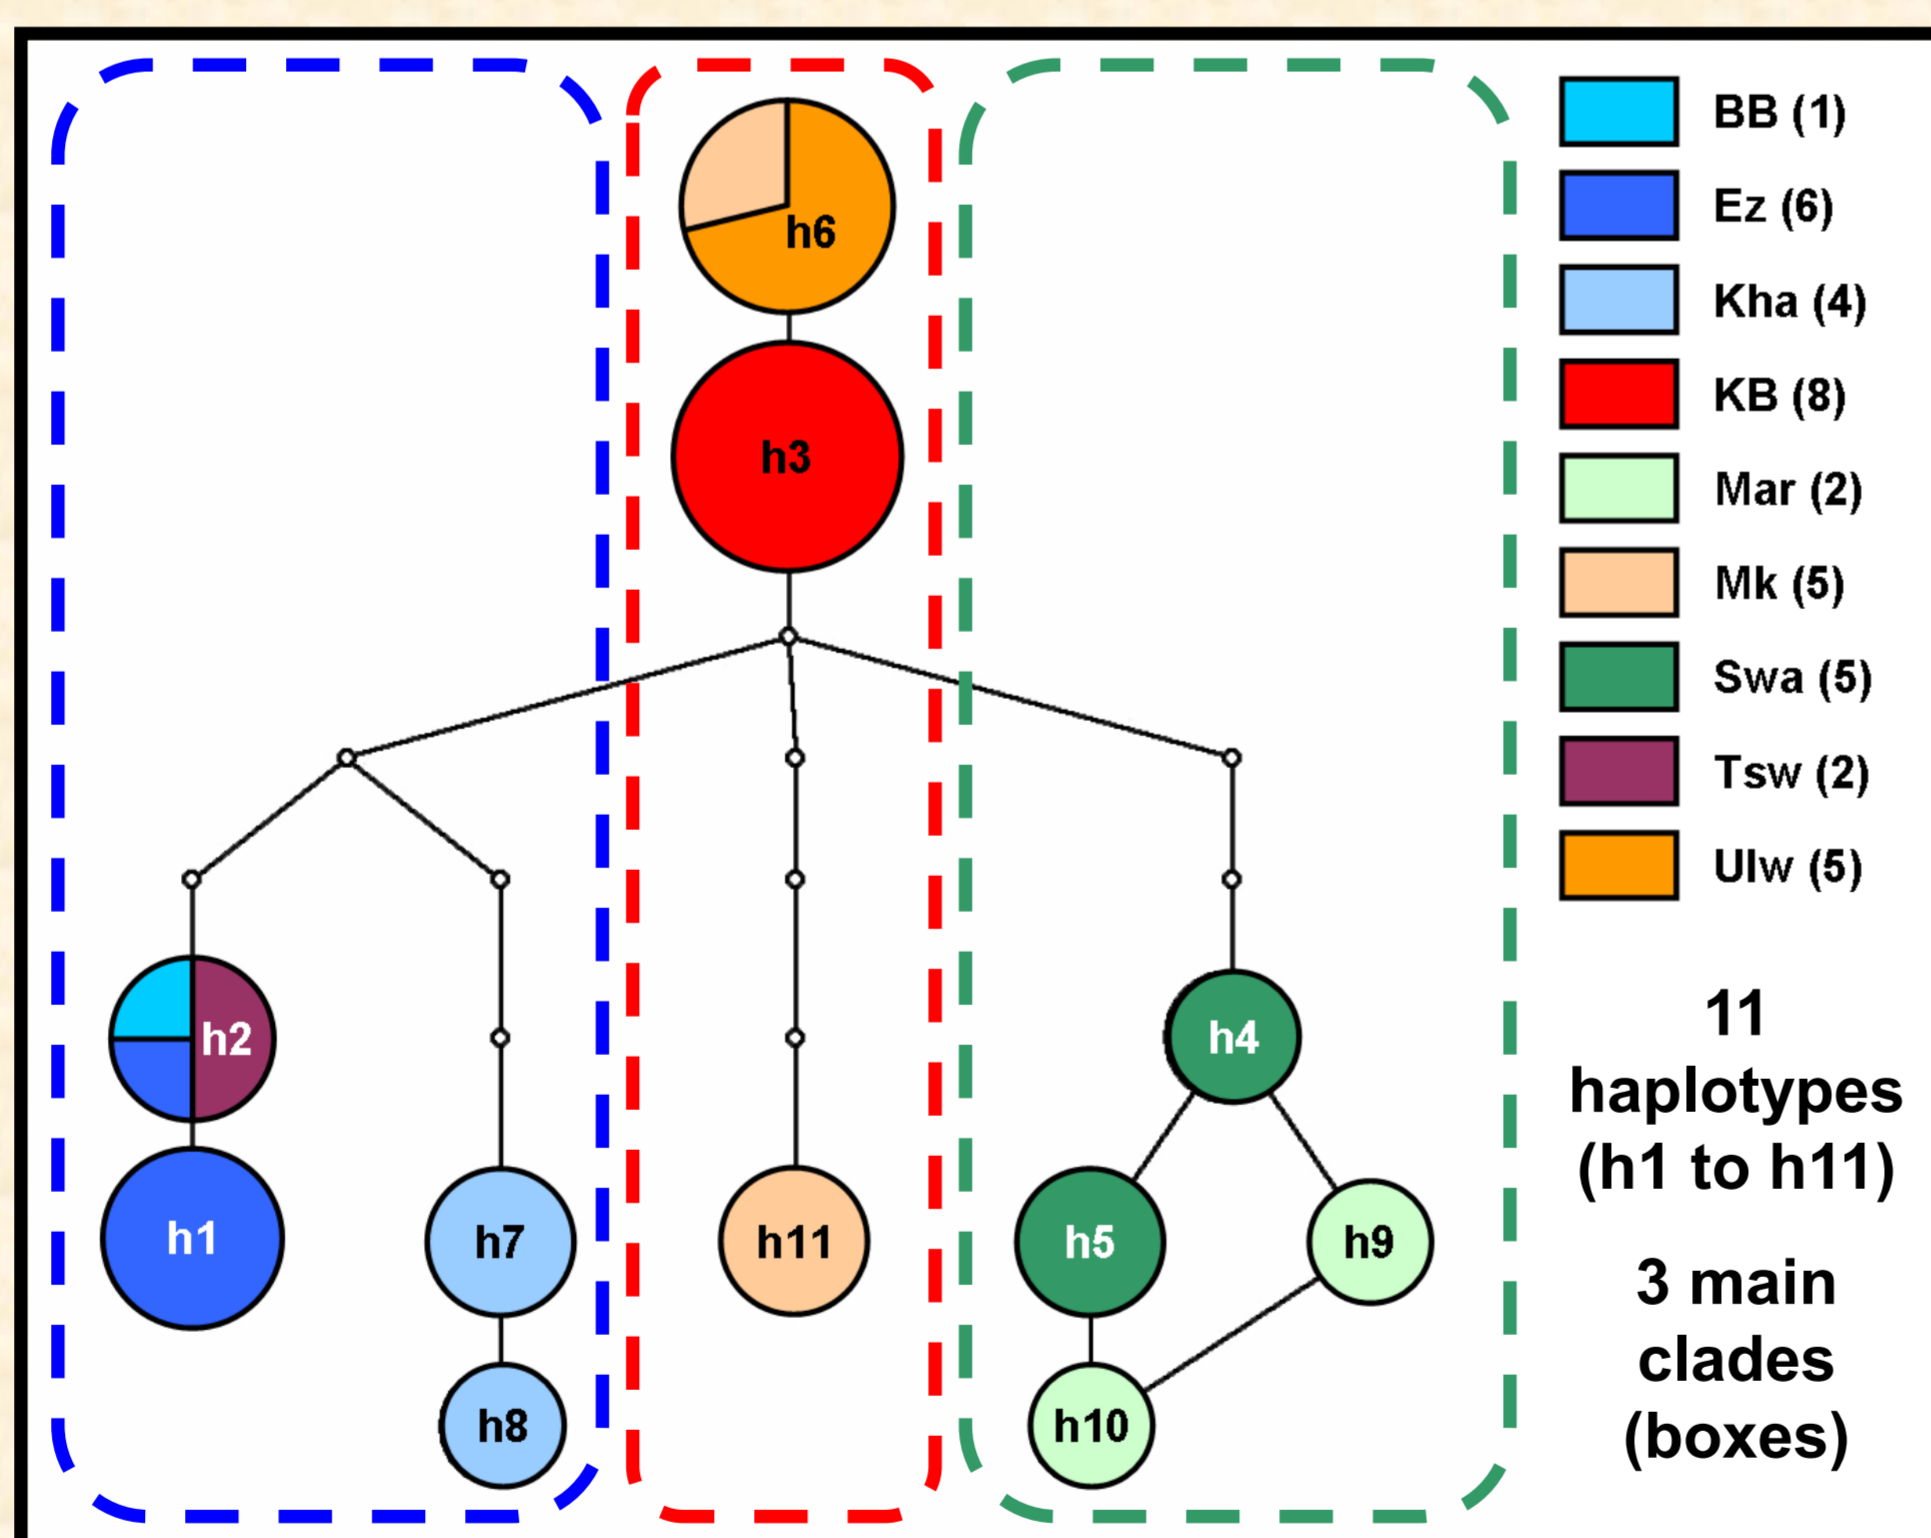 h6
h3
h2
h1
h7
h8
h11
h4
h5
h9
h10
BB (1)
Ez (6)
Kha (4)
KB (8)
Mar (2)
Mk (5)
Swa (5)
Tsw (2)
Ulw (5)
11
haplotypes
(h1 to h11)
3 main
clades
(boxes)